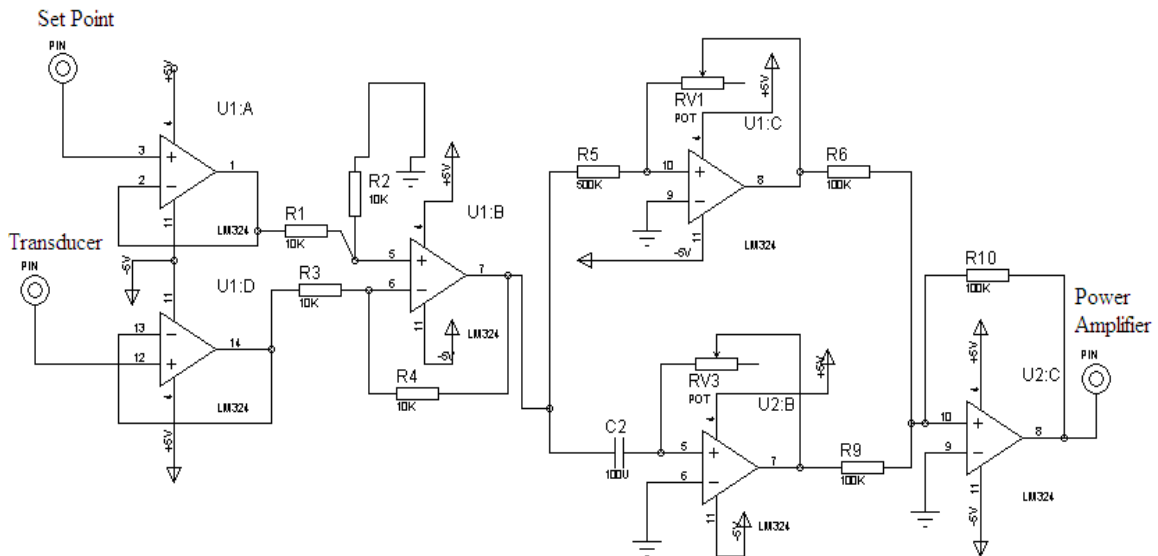 Set Point
PIN
+5V
U1:A
4
3
1
2
11
LM324
-5V
Transducer
PIN
U1:D
11
13
12
14
4
LM324
+5V
R1
10K
R2
10K
R3
10K
R4
10K
U1:B
+5V
4
5
6
7
11
LM324
-5V
R5
500K
RV1
POT
+5V
U1:C
4
10
9
8
11
LM324
-5V
R6
100K
C2
100U
RV3
POT
+5V
U2:B
4
5
6
7
11
LM324
-5V
R9
100K
R10
100K
Power
Amplifier
PIN
+5V
U2:C
4
10
9
8
11
LM324
-5V